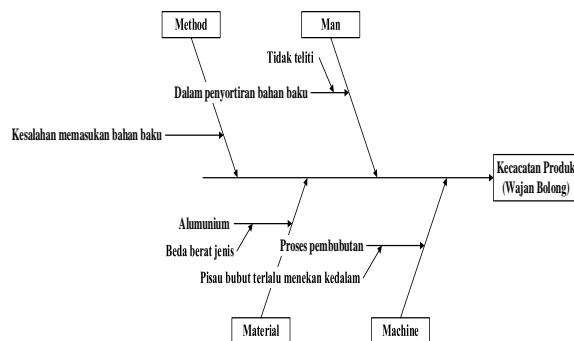 Method
Man
Tidak teliti
Dalam penyortiran bahan baku
Kesalahan memasukan bahan baku
Kecacatan Produk
(Wajan Bolong)
Alumunium
Beda berat jenis
Proses pembubutan
Pisau bubut terlalu menekan kedalam
Material
Machine